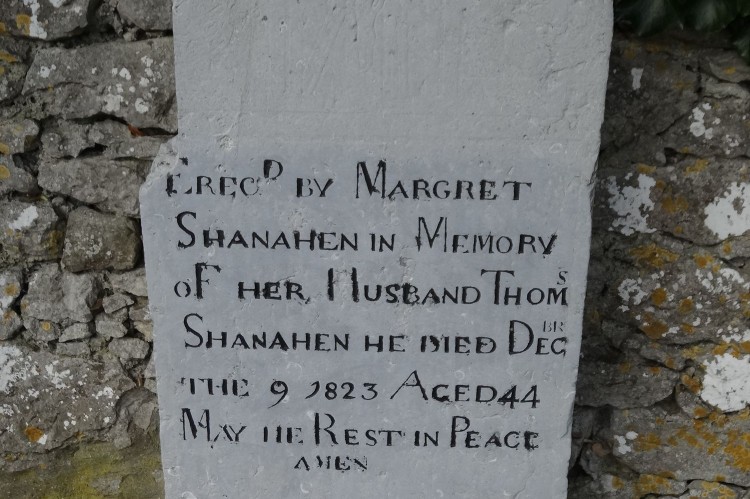 Erecᴰ by Margret
Shanahen in Memory
of her Husband Thomˢ
Shanahen he died Decᴮᴿ
the 9 1823 Aged 44
May he Rest in Peace
Amen